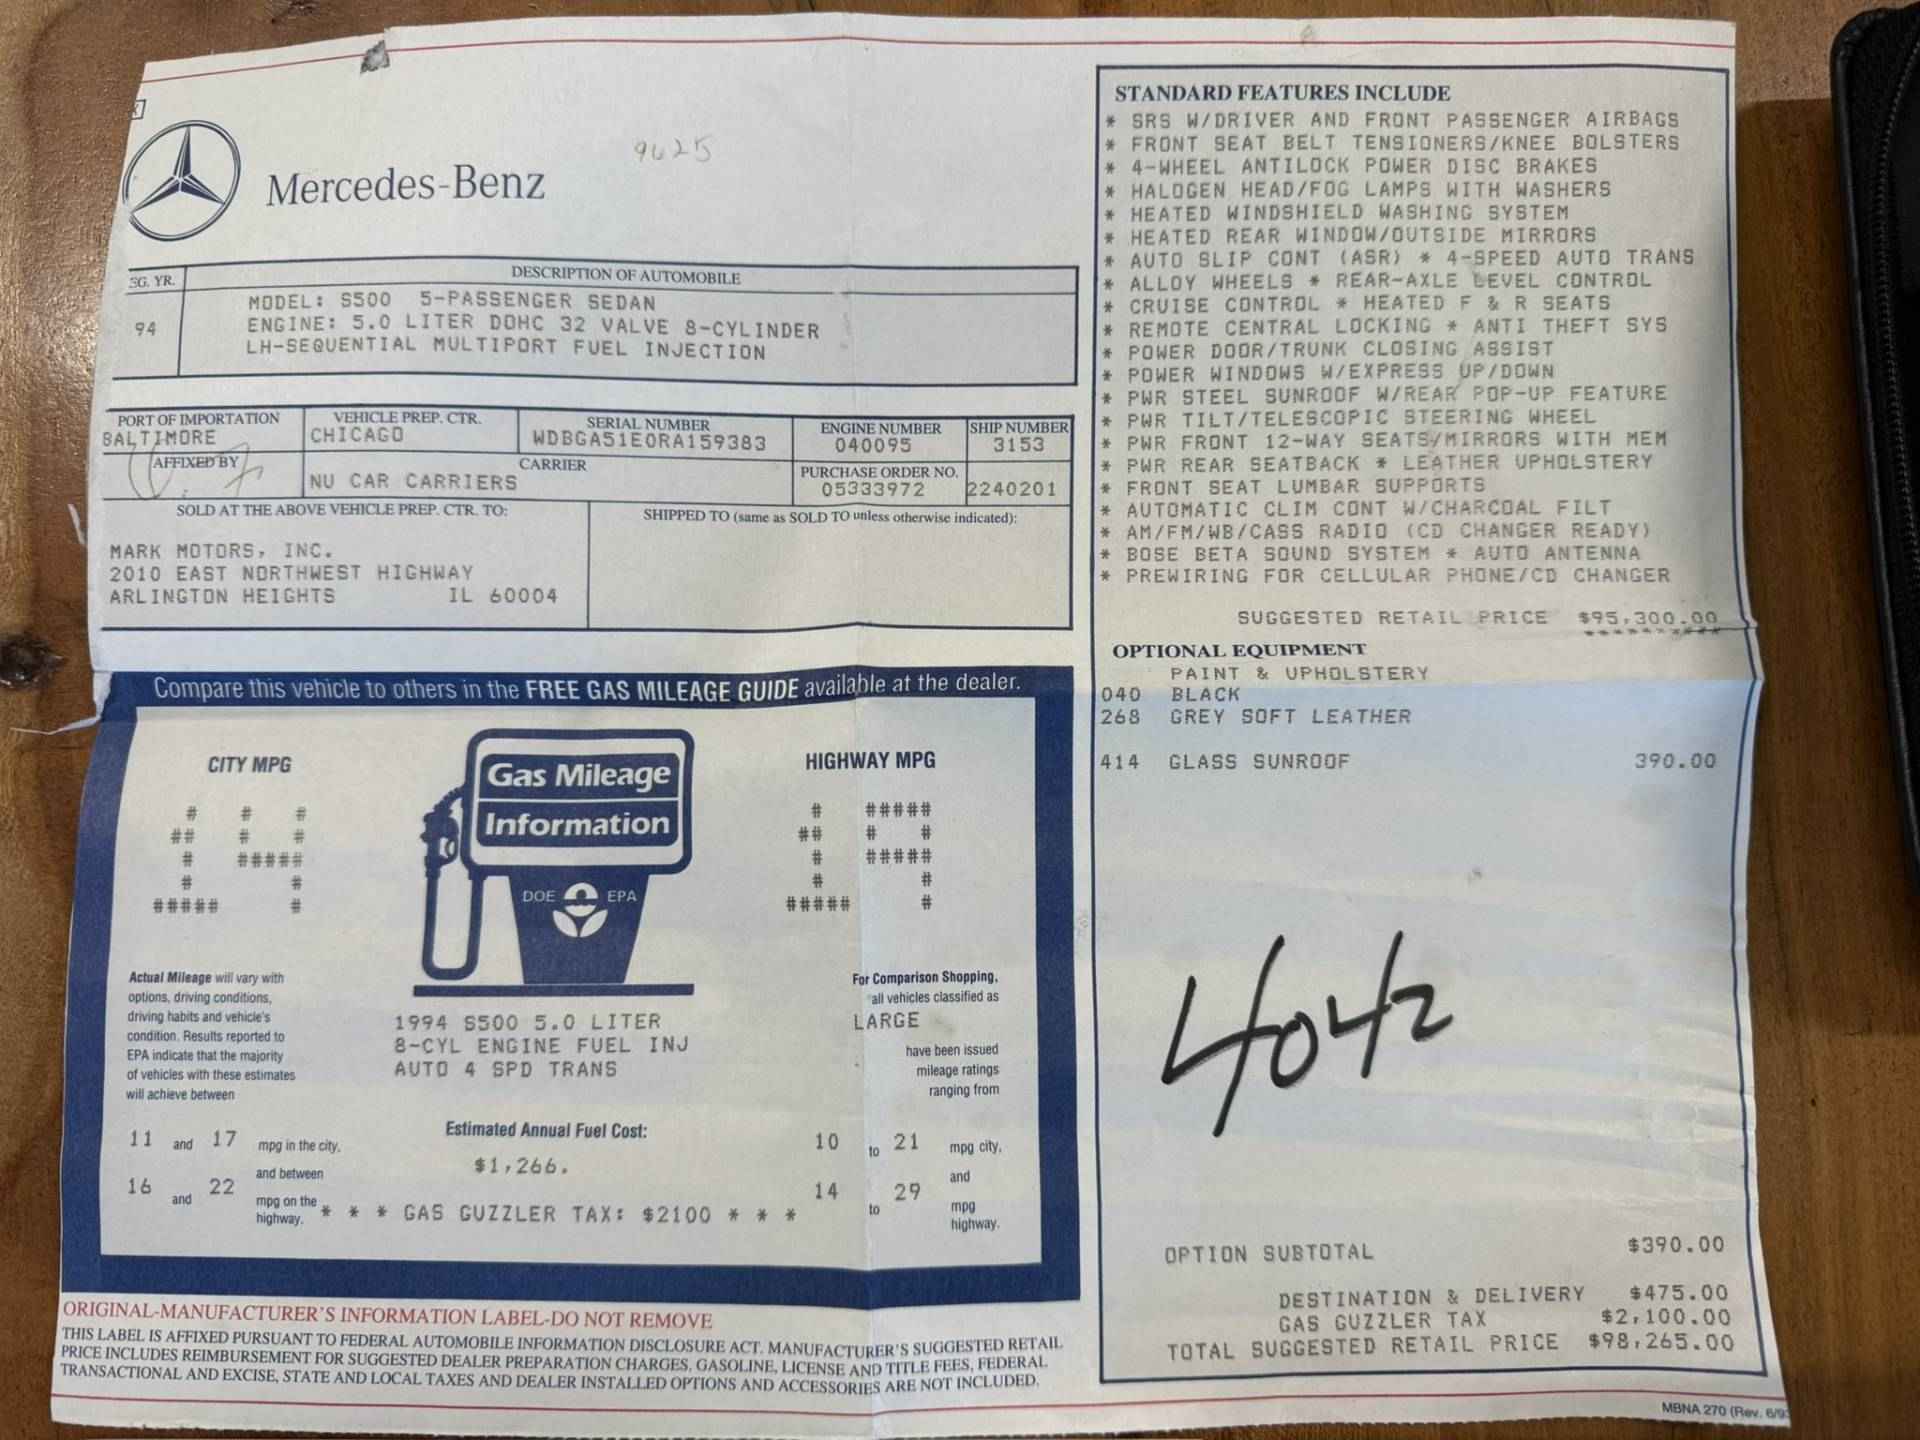 9625
Mercedes-Benz
EG. YR.
DESCRIPTION OF AUTOMOBILE
94
MODEL: S500 5-PASSENGER SEDAN
ENGINE: 5.0 LITER DOHC 32 VALVE 8-CYLINDER
LH-SEQUENTIAL MULTIPORT FUEL INJECTION
PORT OF IMPORTATION
BALTIMORE
VEHICLE PREP. CTR.
CHICAGO
SERIAL NUMBER
WDBGA51E0RA159383
ENGINE NUMBER
040095
SHIP NUMBER
3153
AFFIXED BY
CARRIER
NU CAR CARRIERS
PURCHASE ORDER NO.
05333972
2240201
SOLD AT THE ABOVE VEHICLE PREP. CTR. TO:
MARK MOTORS, INC.
2010 EAST NORTHWEST HIGHWAY
ARLINGTON HEIGHTS IL 60004
SHIPPED TO (same as SOLD TO unless otherwise indicated):
Compare this vehicle to others in the FREE GAS MILEAGE GUIDE available at the dealer.
CITY MPG
14
Gas Mileage
Information
DOE EPA
HIGHWAY MPG
19
Actual Mileage will vary with
options, driving conditions,
driving habits and vehicle's
condition. Results reported to
EPA indicate that the majority
of vehicles with these estimates
will achieve between
11 and 17 mpg in the city,
and between
16 and 22 mpg on the
highway.
1994 S500 5.0 LITER
8-CYL ENGINE FUEL INJ
AUTO 4 SPD TRANS
Estimated Annual Fuel Cost:
$1,266.
* * * GAS GUZZLER TAX: $2100 * * *
For Comparison Shopping,
all vehicles classified as
LARGE
have been issued
mileage ratings
ranging from
10 to 21 mpg city,
and
14 to 29 mpg
highway.
ORIGINAL-MANUFACTURER'S INFORMATION LABEL-DO NOT REMOVE
THIS LABEL IS AFFIXED PURSUANT TO FEDERAL AUTOMOBILE INFORMATION DISCLOSURE ACT. MANUFACTURER'S SUGGESTED RETAIL
PRICE INCLUDES REIMBURSEMENT FOR SUGGESTED DEALER PREPARATION CHARGES, GASOLINE, LICENSE AND TITLE FEES, FEDERAL
TRANSACTIONAL AND EXCISE, STATE AND LOCAL TAXES AND DEALER INSTALLED OPTIONS AND ACCESSORIES ARE NOT INCLUDED.
STANDARD FEATURES INCLUDE
* SRS W/DRIVER AND FRONT PASSENGER AIRBAGS
* FRONT SEAT BELT TENSIONERS/KNEE BOLSTERS
* 4-WHEEL ANTILOCK POWER DISC BRAKES
* HALOGEN HEAD/FOG LAMPS WITH WASHERS
* HEATED WINDSHIELD WASHING SYSTEM
* HEATED REAR WINDOW/OUTSIDE MIRRORS
* AUTO SLIP CONT (ASR) * 4-SPEED AUTO TRANS
* ALLOY WHEELS * REAR-AXLE LEVEL CONTROL
* CRUISE CONTROL * HEATED F & R SEATS
* REMOTE CENTRAL LOCKING * ANTI THEFT SYS
* POWER DOOR/TRUNK CLOSING ASSIST
* POWER WINDOWS W/EXPRESS UP/DOWN
* PWR STEEL SUNROOF W/REAR POP-UP FEATURE
* PWR TILT/TELESCOPIC STEERING WHEEL
* PWR FRONT 12-WAY SEATS/MIRRORS WITH MEM
* PWR REAR SEATBACK * LEATHER UPHOLSTERY
* FRONT SEAT LUMBAR SUPPORTS
* AUTOMATIC CLIM CONT W/CHARCOAL FILT
* AM/FM/WB/CASS RADIO (CD CHANGER READY)
* BOSE BETA SOUND SYSTEM * AUTO ANTENNA
* PREWIRING FOR CELLULAR PHONE/CD CHANGER
SUGGESTED RETAIL PRICE $95,300.00
OPTIONAL EQUIPMENT
PAINT & UPHOLSTERY
040 BLACK
268 GREY SOFT LEATHER
414 GLASS SUNROOF 390.00
4042
OPTION SUBTOTAL $390.00
DESTINATION & DELIVERY $475.00
GAS GUZZLER TAX $2,100.00
TOTAL SUGGESTED RETAIL PRICE $98,265.00
MBNA 270 (Rev. 6/93